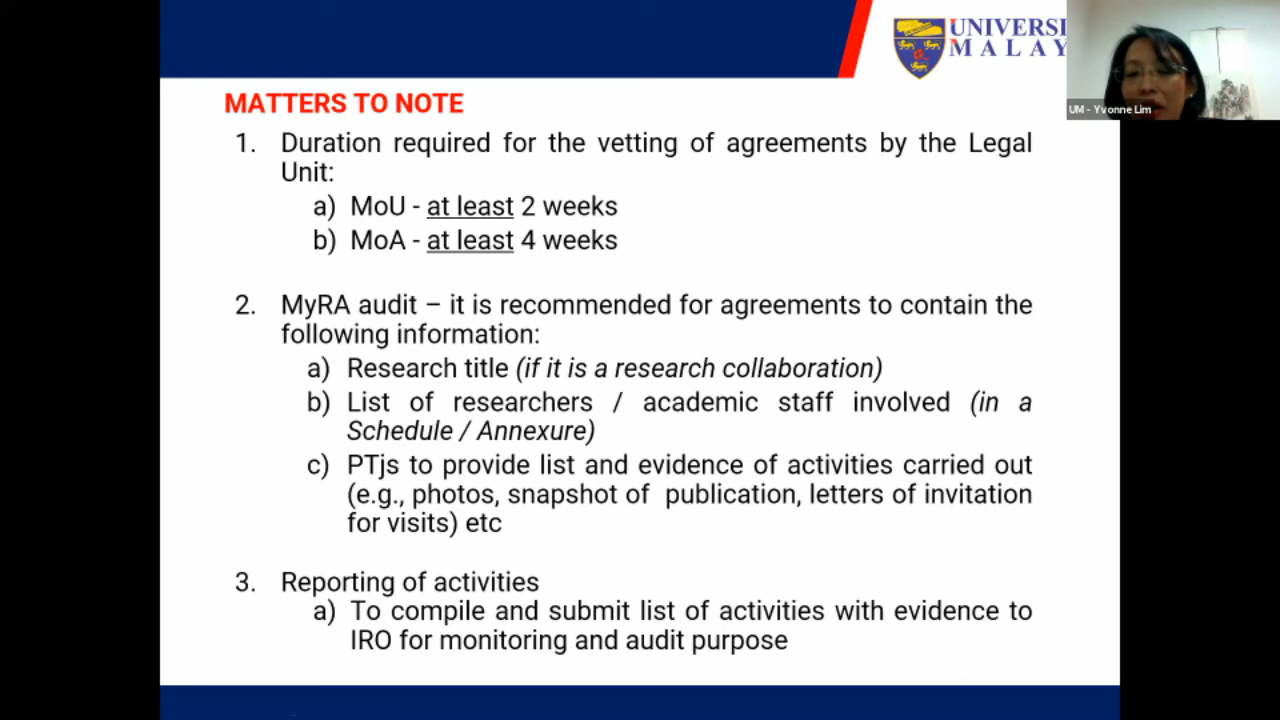 UNIVERSI
MALAY
UM - Yvonne Lim
MATTERS TO NOTE
1. Duration required for the vetting of agreements by the Legal
Unit:
a) MoU - at least 2 weeks
b) MoA - at least 4 weeks
2. MyRA audit – it is recommended for agreements to contain the
following information:
a) Research title (if it is a research collaboration)
b) List of researchers / academic staff involved (in a
Schedule / Annexure)
c) PTjs to provide list and evidence of activities carried out
(e.g., photos, snapshot of publication, letters of invitation
for visits) etc
3. Reporting of activities
a) To compile and submit list of activities with evidence to
IRO for monitoring and audit purpose